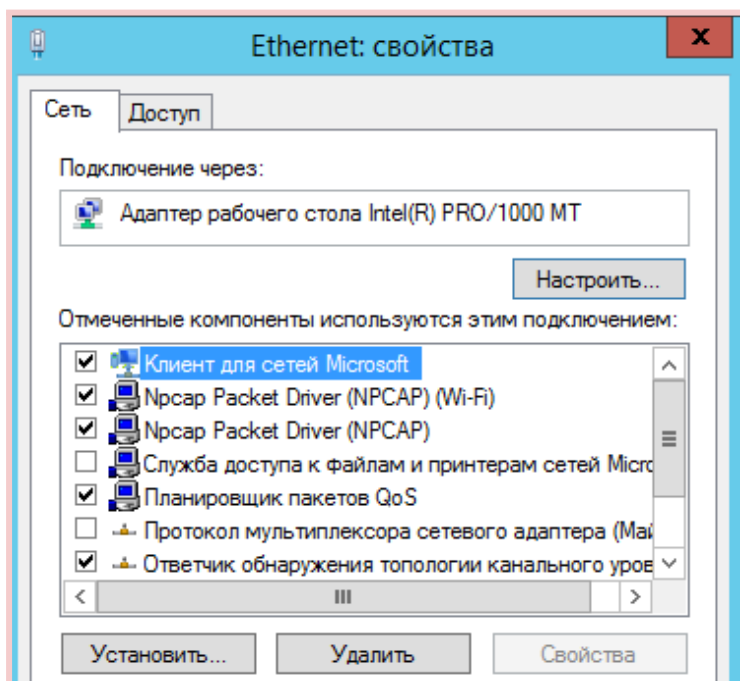 Ethernet: свойства
x
Сеть
Доступ
Подключение через:
Адаптер рабочего стола Intel(R) PRO/1000 MT
Настроить...
Отмеченные компоненты используются этим подключением:
Клиент для сетей Microsoft
Npcap Packet Driver (NPCAP) (Wi-Fi)
Npcap Packet Driver (NPCAP)
Служба доступа к файлам и принтерам сетей Micro
Планировщик пакетов QoS
Протокол мультиплексора сетевого адаптера (Май
Ответчик обнаружения топологии канального уров
Установить...
Удалить
Свойства